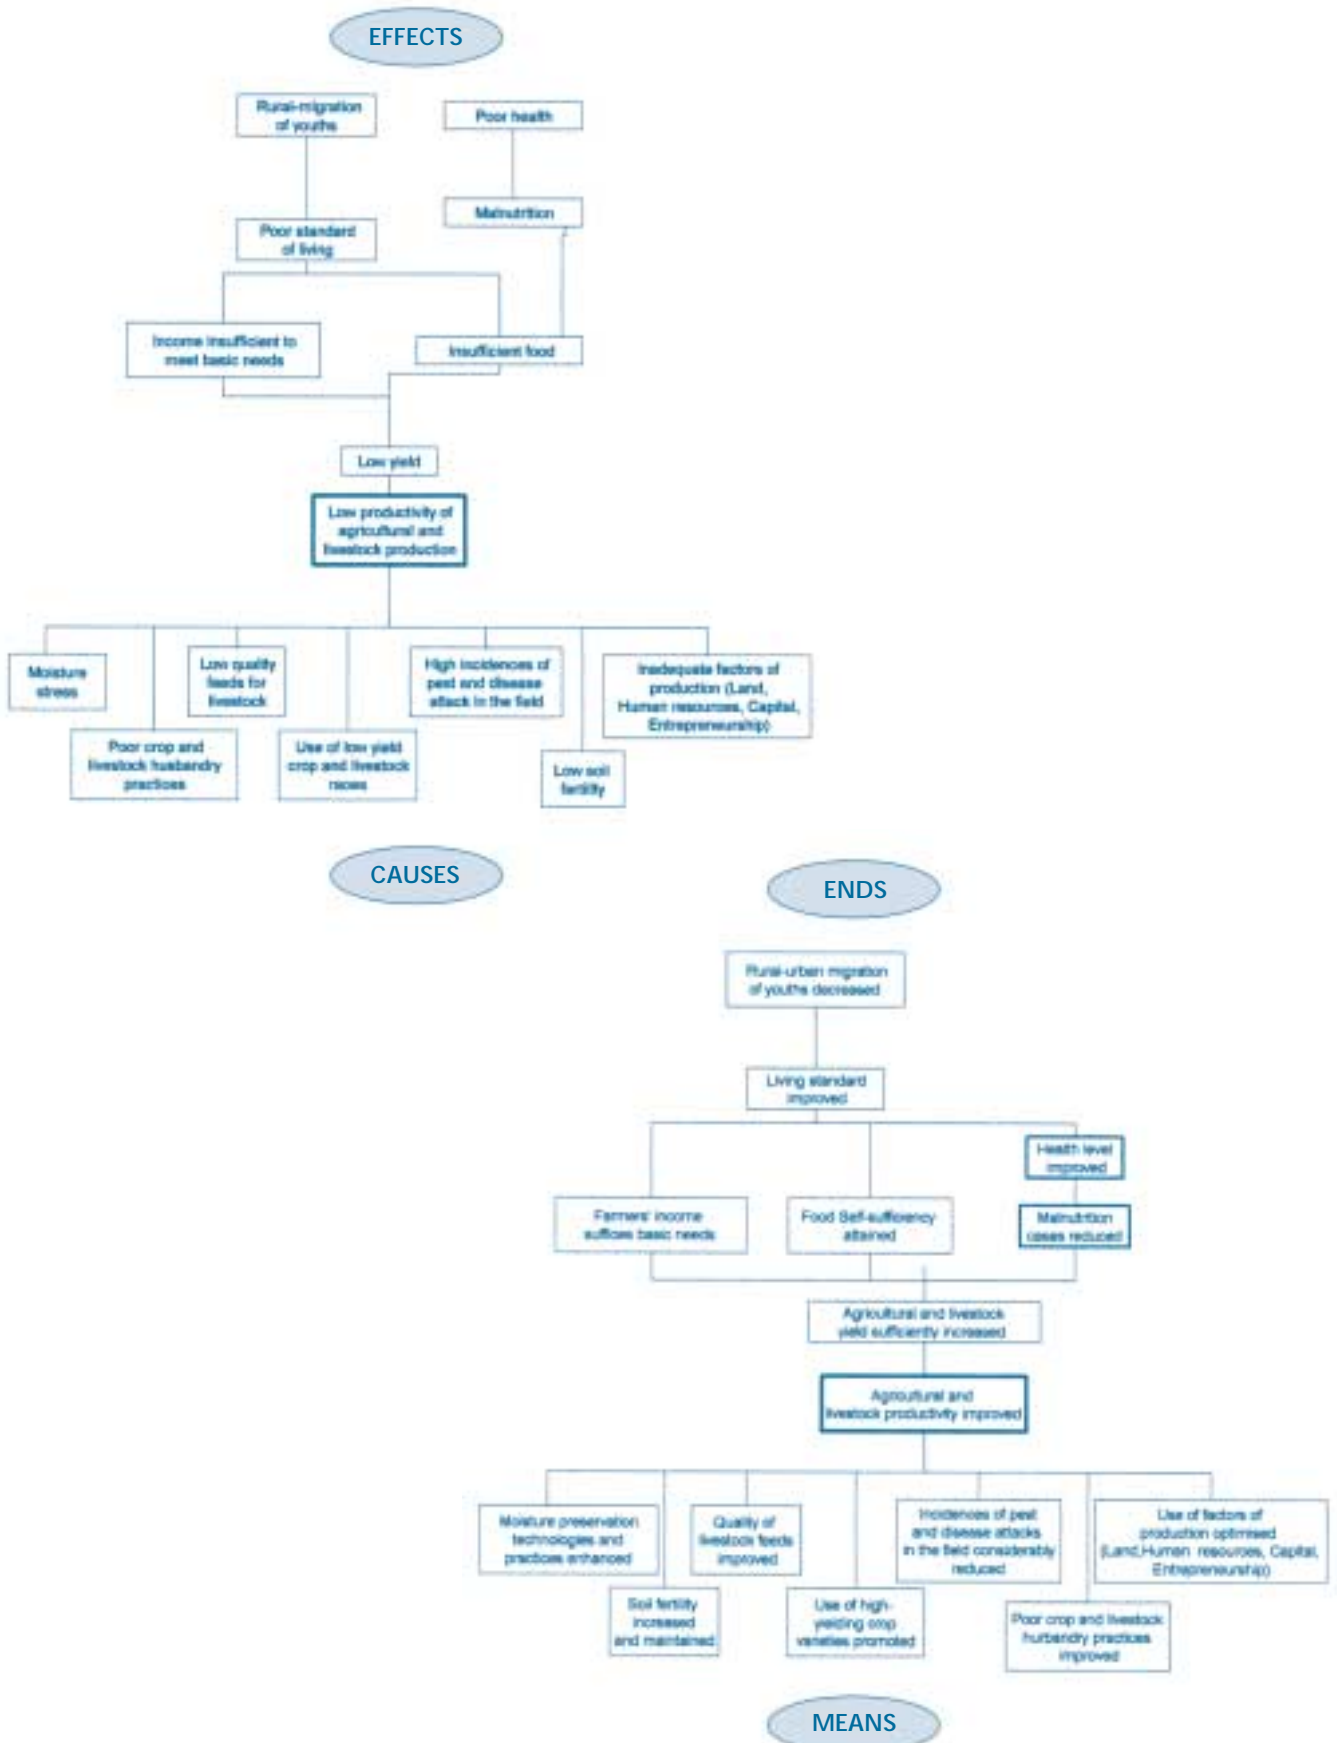 EFFECTS
Rural-migration
of youths
Poor health
Malnutrition
Poor standard
of living
Income insufficient to
meet basic needs
Insufficient food
Low yield
Low productivity of
agricultural and
livestock production
Moisture
stress
Low quality
feeds for
livestock
High incidences of
pest and disease
attack in the field
Inadequate factors of
production (Land,
Human resources, Capital,
Entrepreneurship)
Poor crop and
livestock husbandry
practices
Use of low yield
crop and livestock
races
Low soil
fertility
CAUSES
ENDS
Rural-urban migration
of youths decreased
Living standard
improved
Health level
improved
Farmers' income
suffices basic needs
Food Self-sufficiency
attained
Malnutrition
cases reduced
Agricultural and livestock
yield sufficiently increased
Agricultural and
livestock productivity improved
Moisture preservation
technologies and
practices enhanced
Quality of
livestock feeds
improved
Incidences of pest
and disease attacks
in the field considerably
reduced
Use of factors of
production optimised
(Land,Human resources, Capital,
Entrepreneurship)
Soil fertility
increased
and maintained
Use of high-
yielding crop
varieties promoted
Poor crop and livestock
hurbandry practices
improved
MEANS